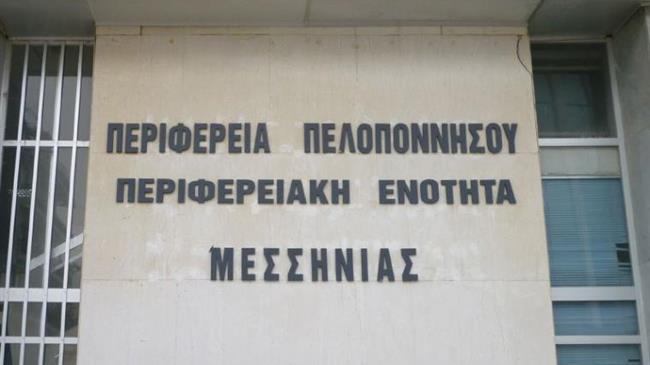 ΠΕΡΙΦΕΡΕΙΑ ΠΕΛΟΠΟΝΝΗΣΟΥ
ΠΕΡΙΦΕΡΕΙΑΚΗ ΕΝΟΤΗΤΑ
ΜΕΣΣΗΝΙΑΣ